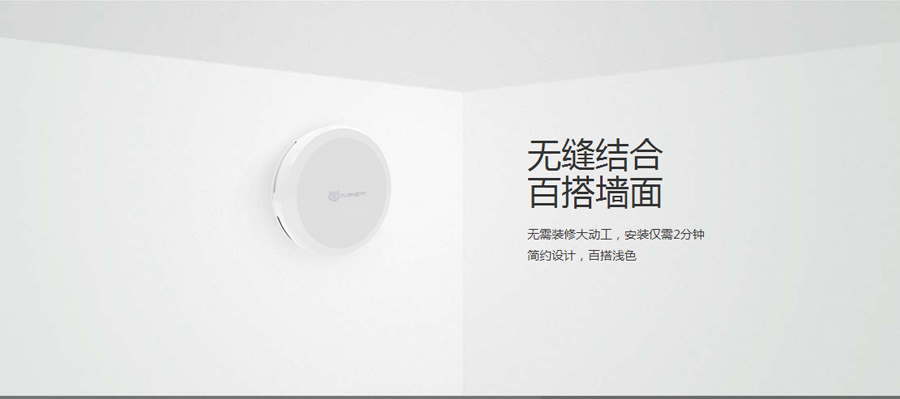 无缝结合
百搭墙面
无需装修大动工，安装仅需2分钟
简约设计，百搭浅色